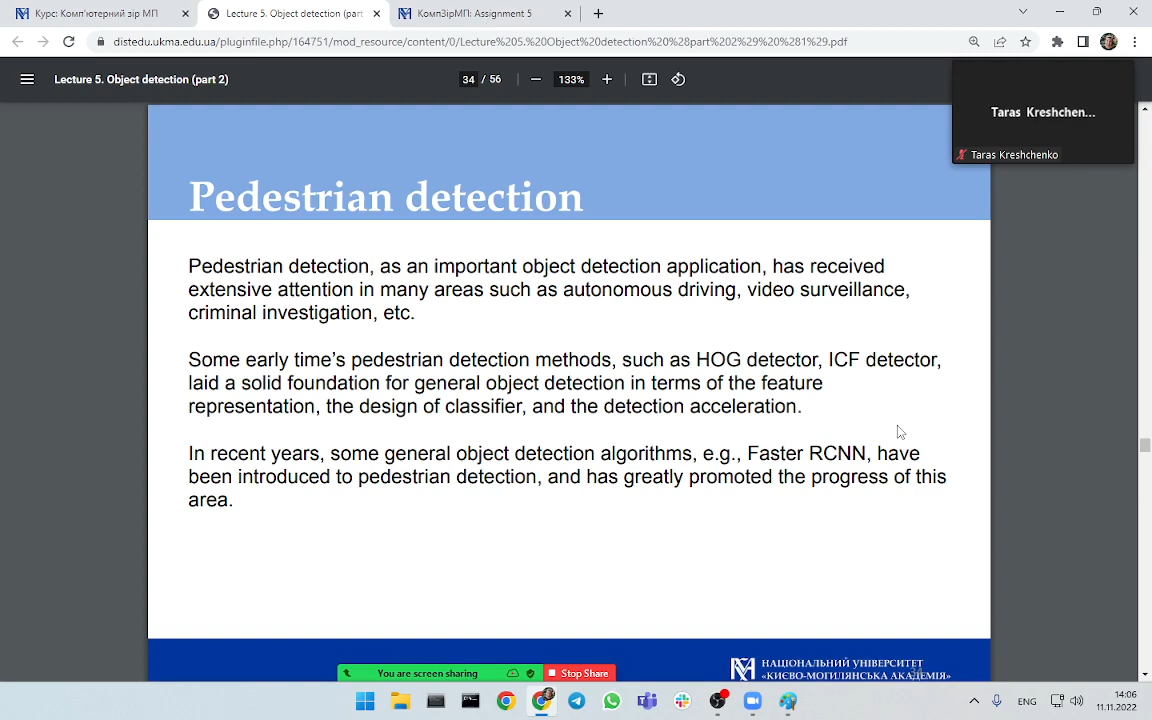 Курс: Комп'ютерний зір МП
Lecture 5. Object detection (part
КомпЗірМП: Assignment 5
distedu.ukma.edu.ua/pluginfile.php/164751/mod_resource/content/0/Lecture%205.%20Object%20detection%20%28part%202%29%20%281%29.pdf
Lecture 5. Object detection (part 2)
34 / 56
133%
Taras Kreshchen...
Taras Kreshchenko
Pedestrian detection
Pedestrian detection, as an important object detection application, has received
extensive attention in many areas such as autonomous driving, video surveillance,
criminal investigation, etc.
Some early time's pedestrian detection methods, such as HOG detector, ICF detector,
laid a solid foundation for general object detection in terms of the feature
representation, the design of classifier, and the detection acceleration.
In recent years, some general object detection algorithms, e.g., Faster RCNN, have
been introduced to pedestrian detection, and has greatly promoted the progress of this
area.
НАЦІОНАЛЬНИЙ УНІВЕРСИТЕТ
«КИЄВО-МОГИЛЯНСЬКА АКАДЕМІЯ»
34
You are screen sharing
Stop Share
ENG
14:06
11.11.2022